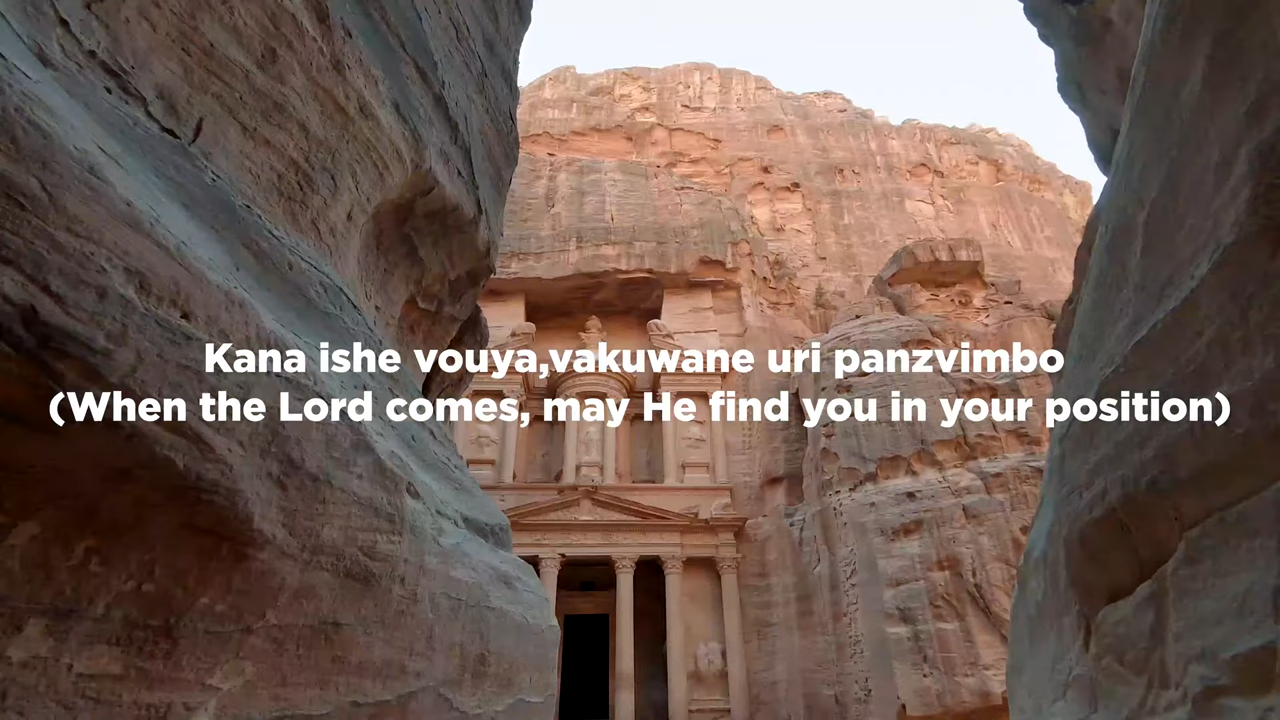 Kana ishe vouya,vakuwane uri panzvimbo
(When the Lord comes, may He find you in your position)